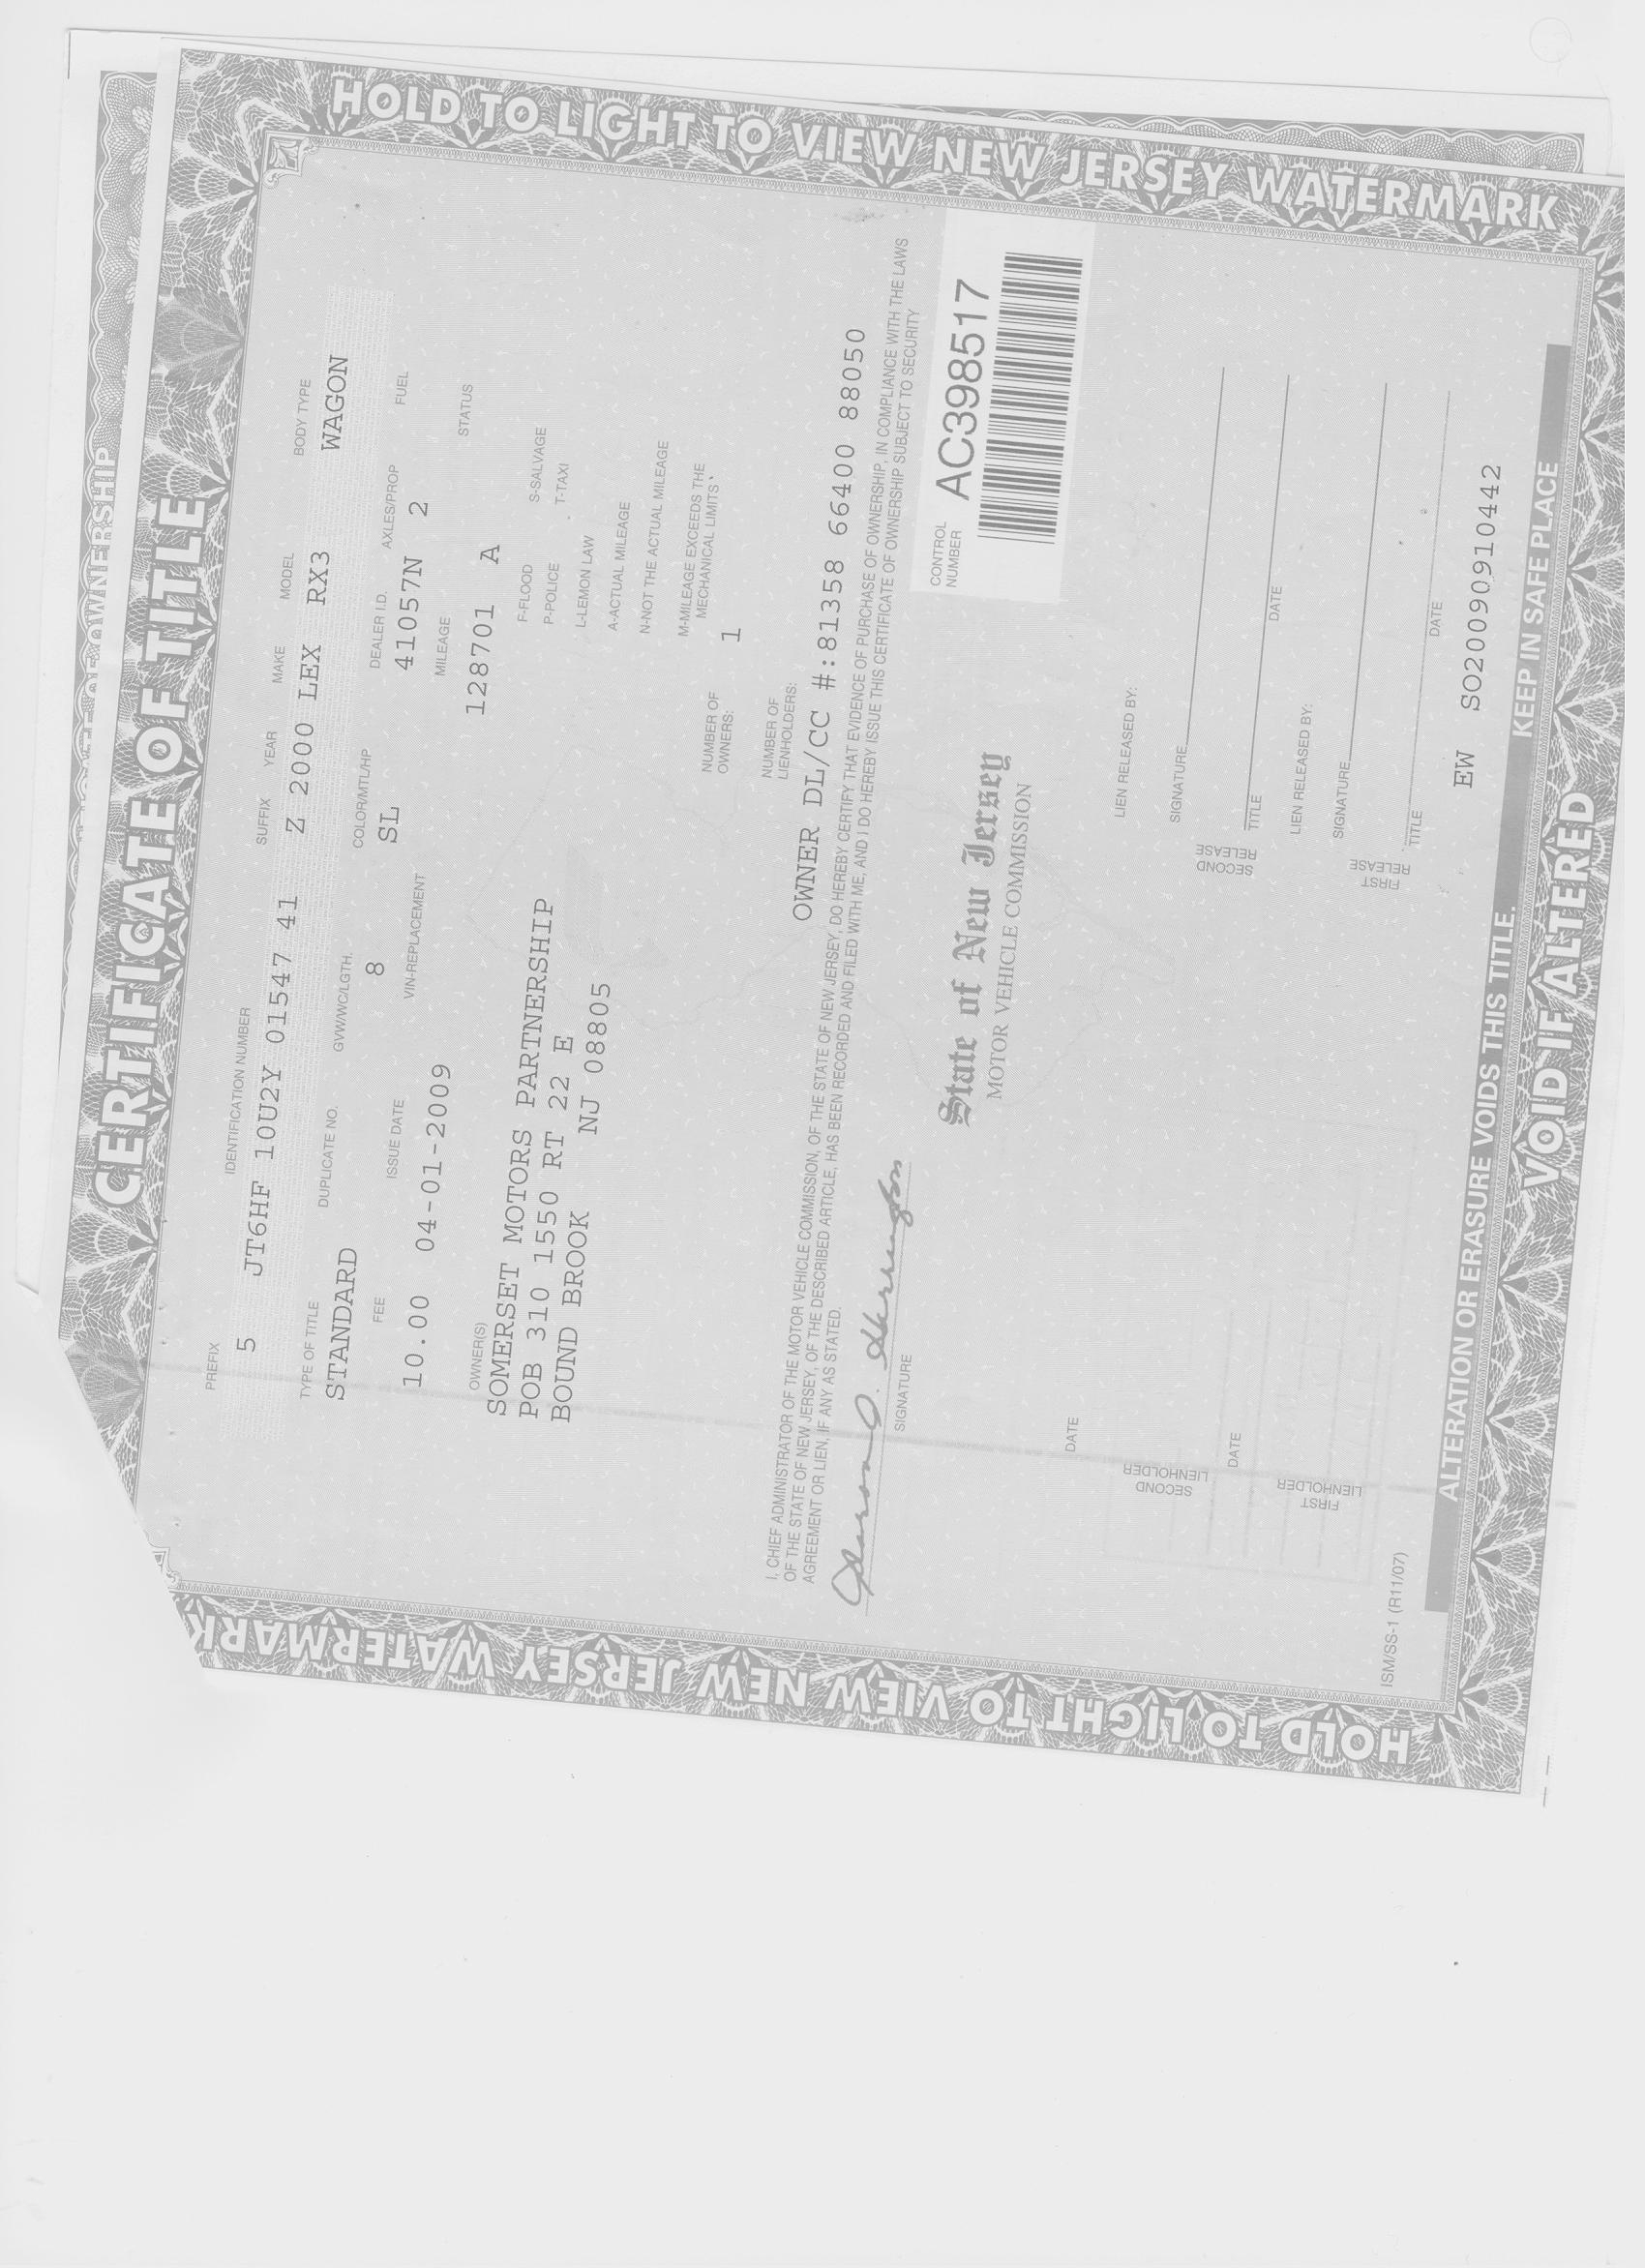 CERTIFICATE OF OWNERSHIP
CERTIFICATE OF TITLE
HOLD TO LIGHT TO VIEW NEW JERSEY WATERMARK
HOLD TO LIGHT TO VIEW NEW JERSEY WATERMARK
PREFIX IDENTIFICATION NUMBER SUFFIX YEAR MAKE MODEL BODY TYPE
5 JT6HF 10U2Y 01547 41 Z 2000 LEX RX3 WAGON
TYPE OF TITLE DUPLICATE NO. GVW/WC/LGTH. COLOR/MTL/HP DEALER I.D. AXLES/PROP FUEL
STANDARD 8 SL 41057N 2
FEE ISSUE DATE VIN-REPLACEMENT MILEAGE STATUS
10.00 04-01-2009 128701 A
OWNER(S)
SOMERSET MOTORS PARTNERSHIP
POB 310 1550 RT 22 E
BOUND BROOK NJ 08805
F-FLOOD S-SALVAGE
P-POLICE T-TAXI
L-LEMON LAW
A-ACTUAL MILEAGE
N-NOT THE ACTUAL MILEAGE
M-MILEAGE EXCEEDS THE
MECHANICAL LIMITS
NUMBER OF
OWNERS: 1
NUMBER OF
LIENHOLDERS:
OWNER DL/CC #:81358 66400 88050
I, CHIEF ADMINISTRATOR OF THE MOTOR VEHICLE COMMISSION, OF THE STATE OF NEW JERSEY, DO HEREBY CERTIFY THAT EVIDENCE OF PURCHASE OF OWNERSHIP, IN COMPLIANCE WITH THE LAWS
OF THE STATE OF NEW JERSEY, OF THE DESCRIBED ARTICLE, HAS BEEN RECORDED AND FILED WITH ME, AND I DO HEREBY ISSUE THIS CERTIFICATE OF OWNERSHIP SUBJECT TO SECURITY
AGREEMENT OR LIEN, IF ANY AS STATED.
SIGNATURE
State of New Jersey
MOTOR VEHICLE COMMISSION
CONTROL
NUMBER
AC3985517
DATE
SECOND
LIENHOLDER
DATE
FIRST
LIENHOLDER
LIEN RELEASED BY:
SIGNATURE
SECOND
RELEASE
TITLE DATE
LIEN RELEASED BY:
SIGNATURE
FIRST
RELEASE
TITLE DATE
ISM/SS-1 (R11/07)
EW SO20090910442
ALTERATION OR ERASURE VOIDS THIS TITLE. KEEP IN SAFE PLACE
VOID IF ALTERED